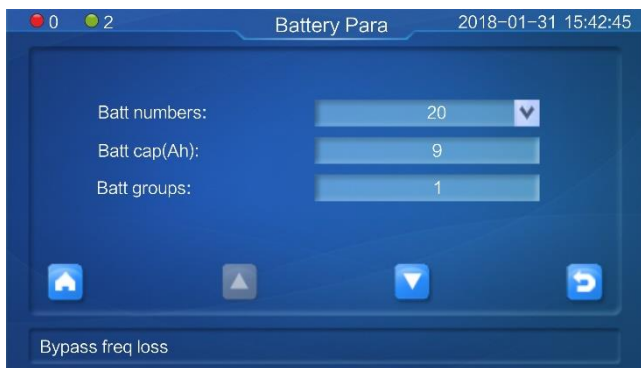 0 2 Battery Para 2018-01-31 15:42:45
Batt numbers: 20
Batt cap(Ah): 9
Batt groups: 1
Bypass freq loss